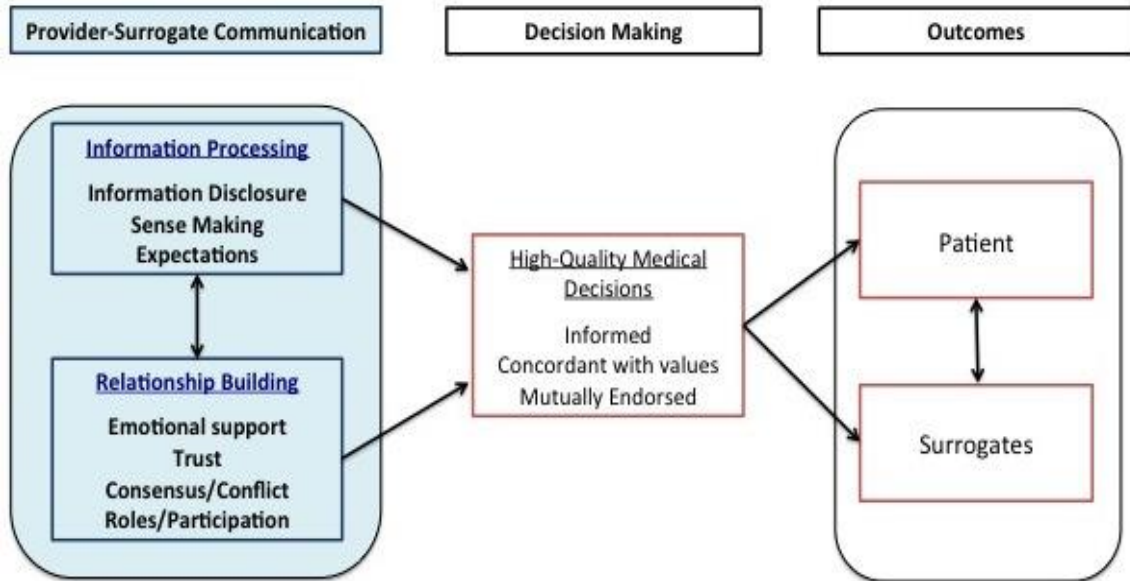 Provider-Surrogate Communication
Decision Making
Outcomes
Information Processing
Information Disclosure
Sense Making
Expectations
Relationship Building
Emotional support
Trust
Consensus/Conflict
Roles/Participation
High-Quality Medical
Decisions
Informed
Concordant with values
Mutually Endorsed
Patient
Surrogates